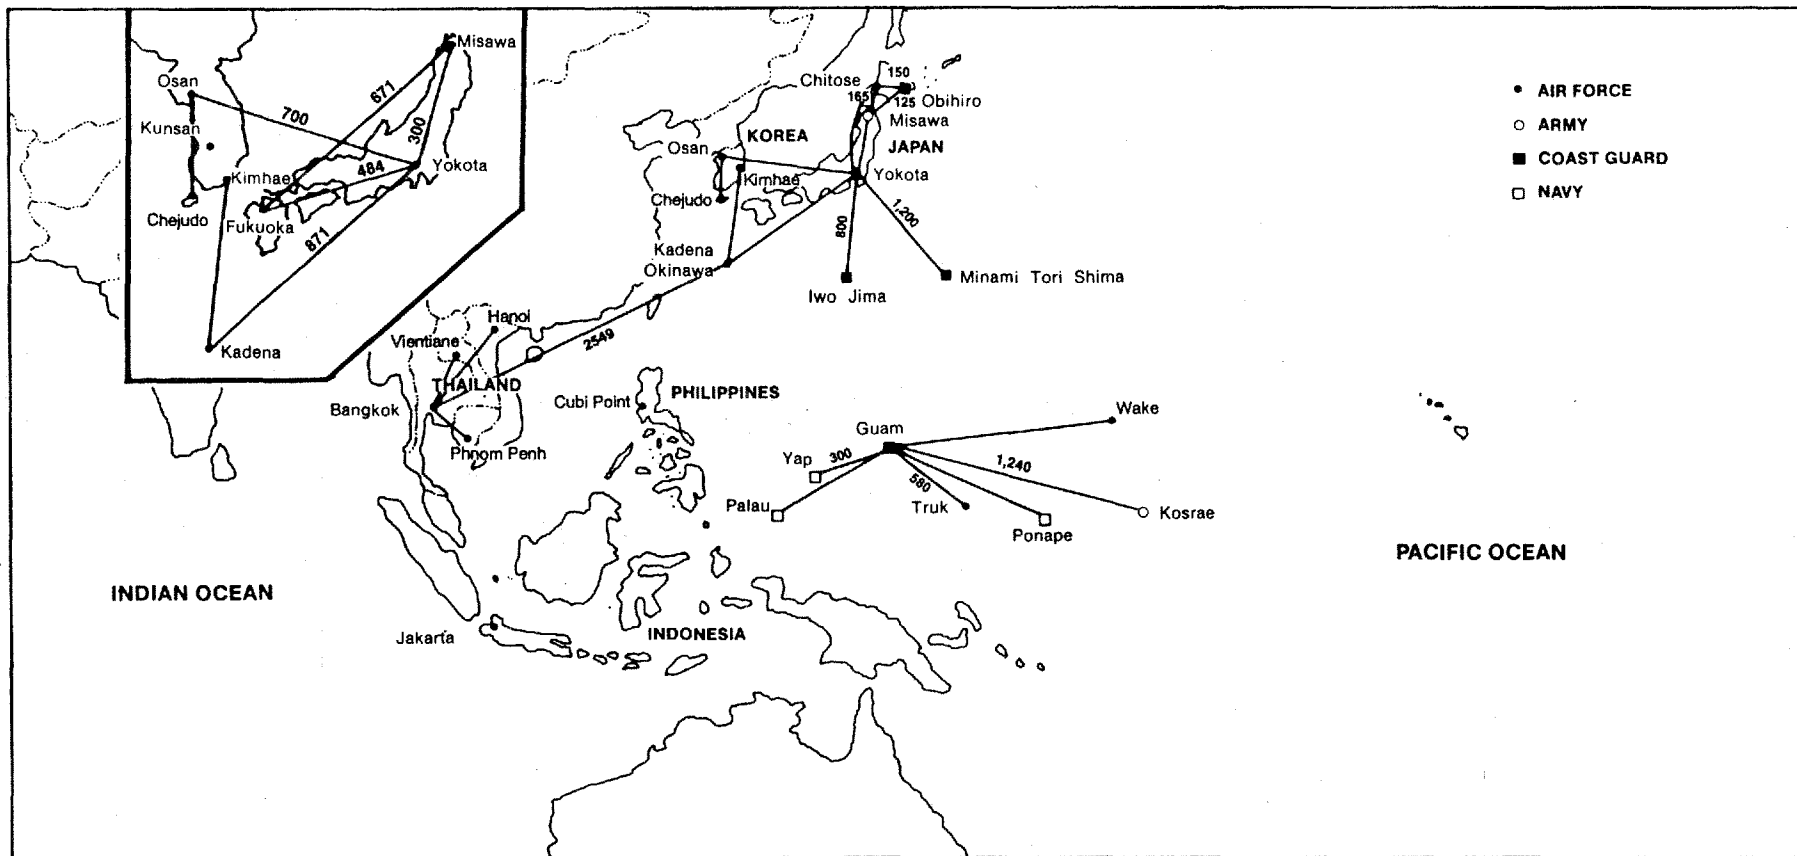 Misawa
Osan
671
700
Kunsan
300
Kimhae
484
Yokota
Chejudo
Fukuoka
871
Kadena
150
Chitose
165
125
Obihiro
Misawa
KOREA
JAPAN
Osan
Kimhae
Yokota
Chejudo
1,200
800
Kadena
Okinawa
Minami Tori Shima
Iwo Jima
AIR FORCE
ARMY
COAST GUARD
NAVY
Hanoi
Vientiane
2549
THAILAND
Bangkok
Phnom Penh
Cubi Point
PHILIPPINES
Wake
Guam
Yap
300
1,240
580
Palau
Truk
Kosrae
Ponape
PACIFIC OCEAN
INDIAN OCEAN
Jakarta
INDONESIA